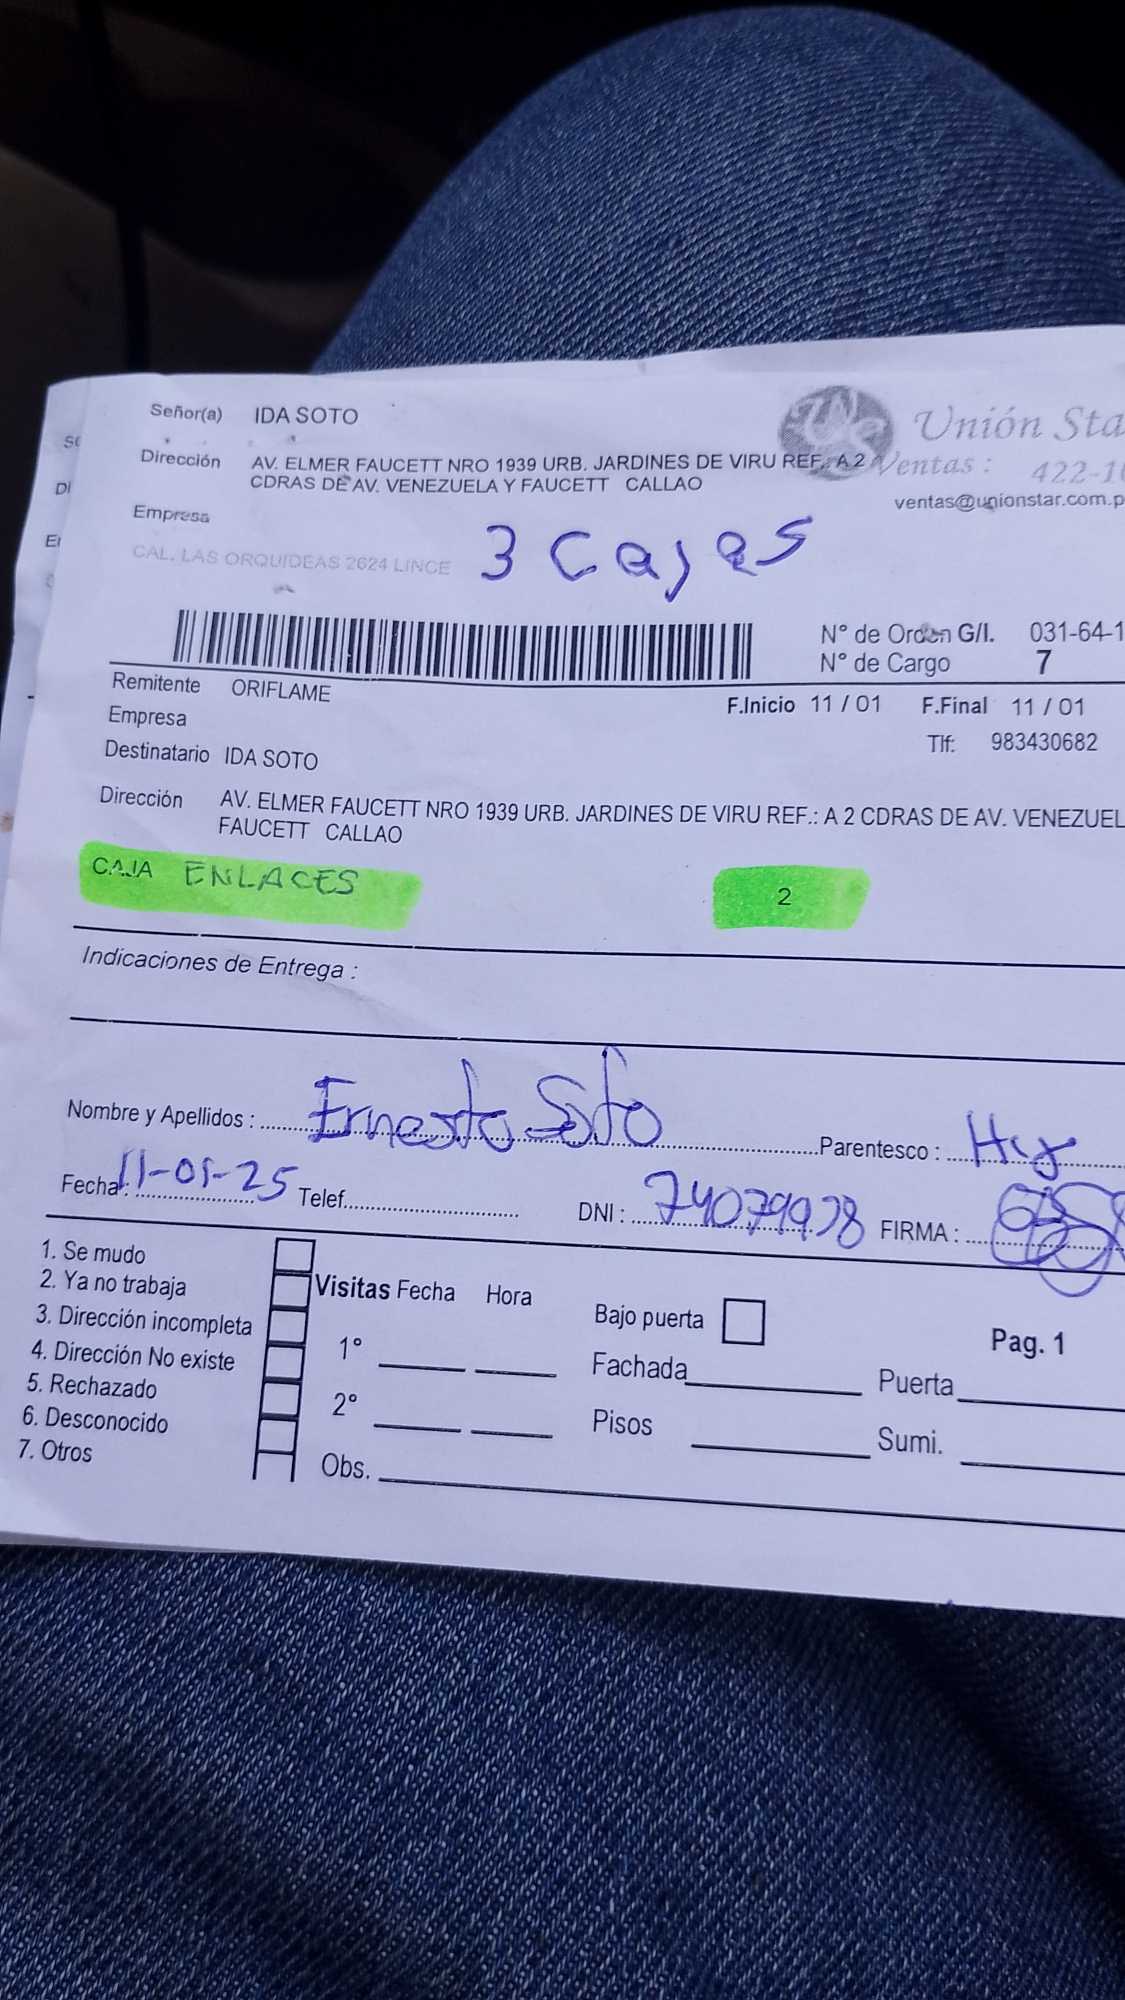 Señor(a) IDA SOTO
Unión Sta
Dirección AV. ELMER FAUCETT NRO 1939 URB. JARDINES DE VIRU REF.: A 2
CDRAS DE AV. VENEZUELA Y FAUCETT CALLAO
Ventas : 422-1
ventas@unionstar.com.p
Empresa
CAL. LAS ORQUIDEAS 2624 LINCE
3 Cajas
N° de Orden G/I. 031-64-1
N° de Cargo 7
Remitente ORIFLAME
F.Inicio 11 / 01 F.Final 11 / 01
Empresa
Tlf: 983430682
Destinatario IDA SOTO
Dirección AV. ELMER FAUCETT NRO 1939 URB. JARDINES DE VIRU REF.: A 2 CDRAS DE AV. VENEZUEL
FAUCETT CALLAO
CAJA ENLACES 2
Indicaciones de Entrega :
Nombre y Apellidos : Ernesto Soto Parentesco :
Fecha : 11-01-25 Telef. DNI : 74079938 FIRMA :
1. Se mudo
2. Ya no trabaja
3. Dirección incompleta
4. Dirección No existe
5. Rechazado
6. Desconocido
7. Otros
Visitas Fecha Hora
1°
2°
Obs.
Bajo puerta
Fachada Puerta
Pisos Sumi.
Pag. 1